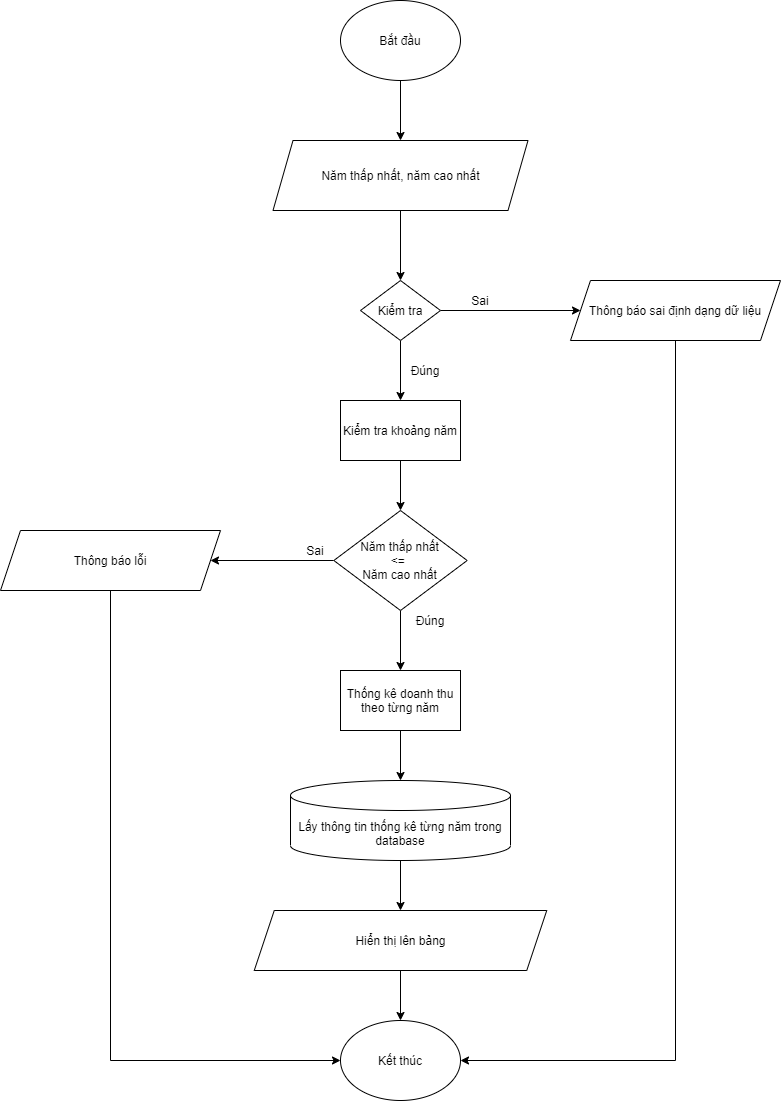 Bắt đầu
Năm thấp nhất, năm cao nhất
Kiểm tra
Sai
Thông báo sai định dạng dữ liệu
Đúng
Kiểm tra khoảng năm
Thông báo lỗi
Sai
Năm thấp nhất
<=
Năm cao nhất
Đúng
Thống kê doanh thu
theo từng năm
Lấy thông tin thống kê từng năm trong
database
Hiển thị lên bảng
Kết thúc